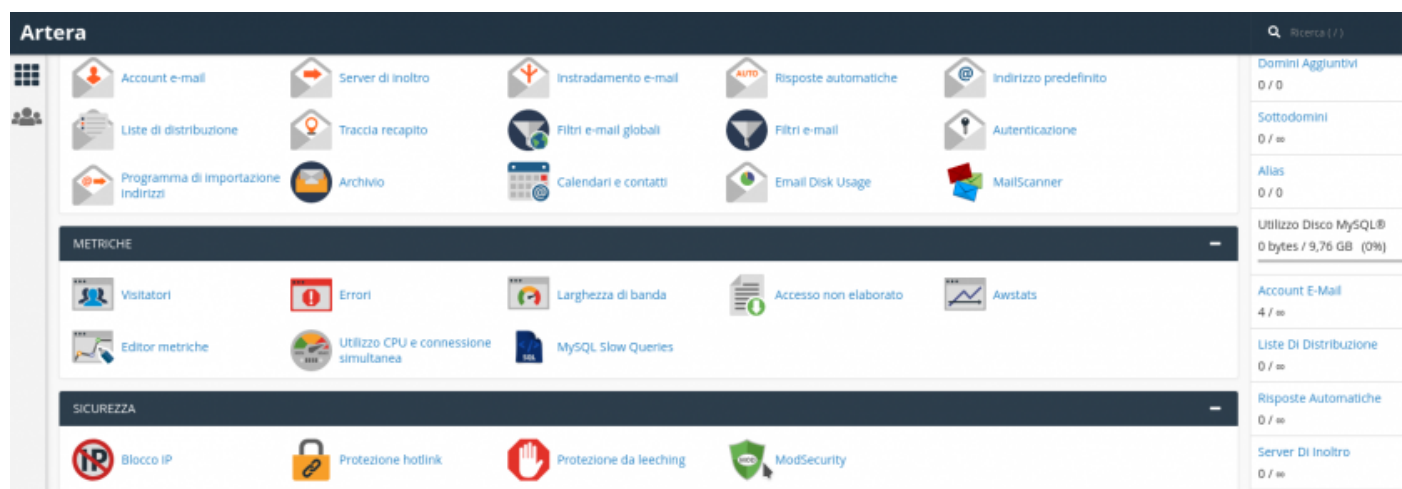 Artera
Ricerca ( / )
Account e-mail
Server di inoltro
Instradamento e-mail
AUTO
Risposte automatiche
Indirizzo predefinito
Liste di distribuzione
Traccia recapito
Filtri e-mail globali
Filtri e-mail
Autenticazione
Programma di importazione
indirizzi
Archivio
Calendari e contatti
Email Disk Usage
MailScanner
METRICHE
Visitatori
Errori
Larghezza di banda
Accesso non elaborato
Awstats
Editor metriche
Utilizzo CPU e connessione
simultanea
SQL
MySQL Slow Queries
SICUREZZA
IP
Blocco IP
Protezione hotlink
Protezione da leeching
ModSecurity
Domini Aggiuntivi
0 / 0
Sottodomini
0 / ∞
Alias
0 / 0
Utilizzo Disco MySQL®
0 bytes / 9,76 GB (0%)
Account E-Mail
4 / ∞
Liste Di Distribuzione
0 / ∞
Risposte Automatiche
0 / ∞
Server Di Inoltro
0 / ∞